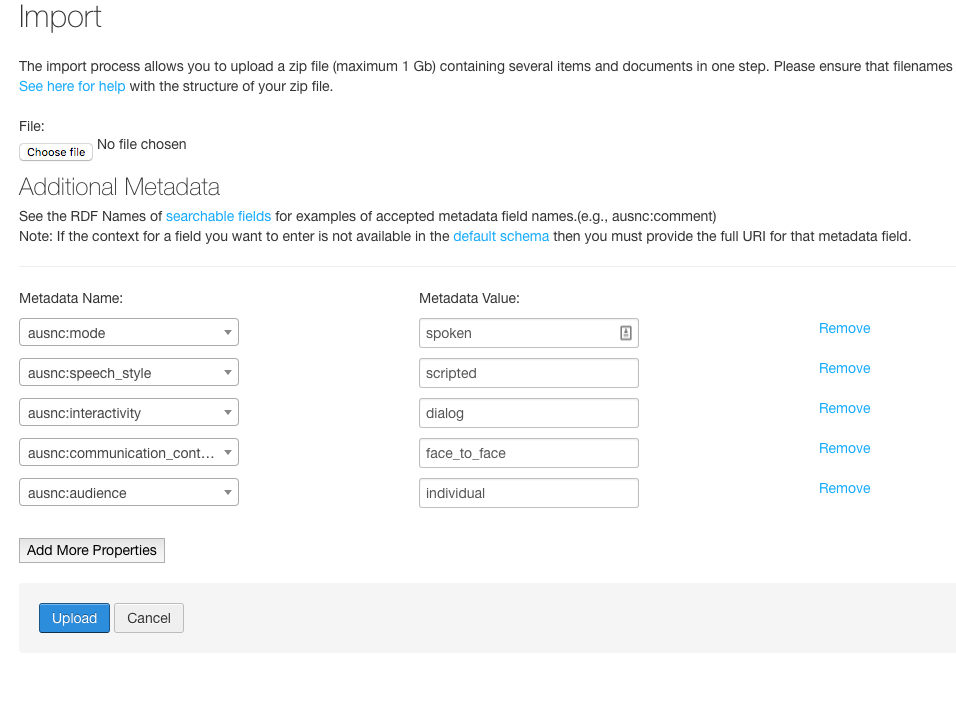 Import
The import process allows you to upload a zip file (maximum 1 Gb) containing several items and documents in one step. Please ensure that filenames
See here for help with the structure of your zip file.
File:
Choose file No file chosen
Additional Metadata
See the RDF Names of searchable fields for examples of accepted metadata field names.(e.g., ausnc:comment)
Note: If the context for a field you want to enter is not available in the default schema then you must provide the full URI for that metadata field.
Metadata Name: Metadata Value:
ausnc:mode spoken Remove
ausnc:speech_style scripted Remove
ausnc:interactivity dialog Remove
ausnc:communication_cont... face_to_face Remove
ausnc:audience individual Remove
Add More Properties
Upload Cancel